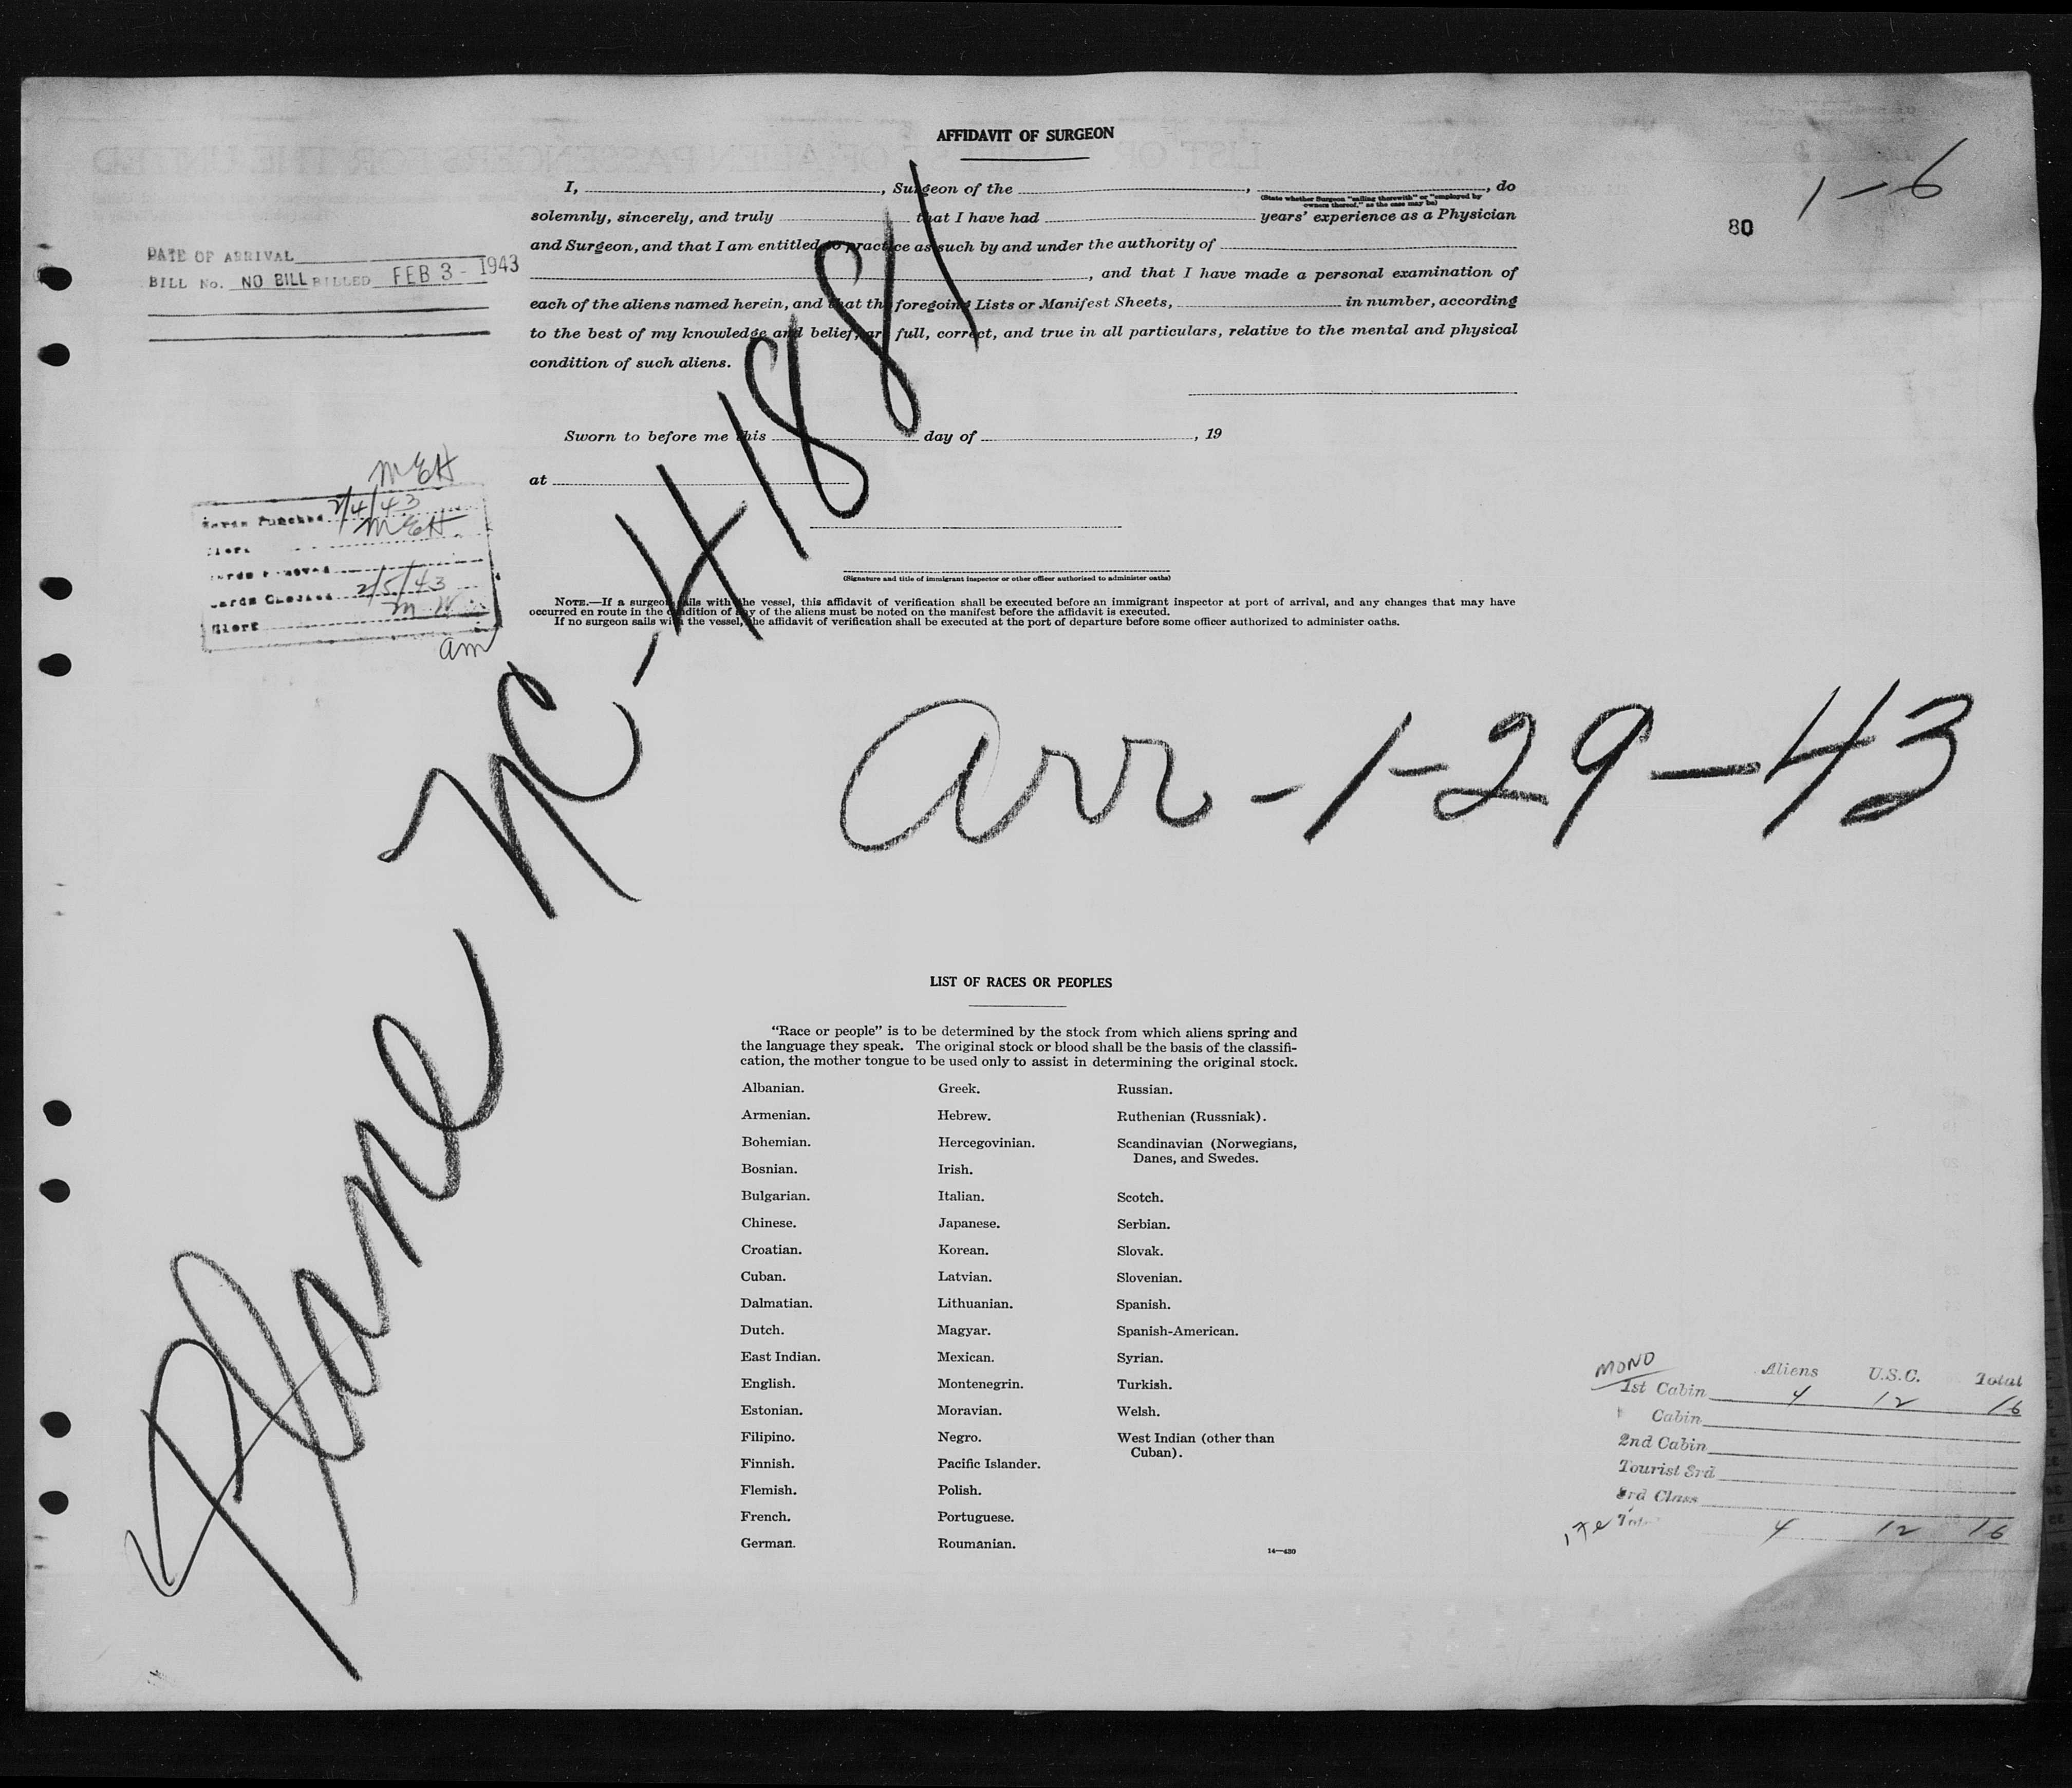 AFFIDAVIT OF SURGEON
1-6
80
I, , Surgeon of the , , do
(State whether Surgeon "sailing therewith" or "employed by
owners thereof," as the case may be)
solemnly, sincerely, and truly that I have had years' experience as a Physician
and Surgeon, and that I am entitled to practice as such by and under the authority of
, and that I have made a personal examination of
each of the aliens named herein, and that the foregoing Lists or Manifest Sheets, in number, according
to the best of my knowledge and belief, are full, correct, and true in all particulars, relative to the mental and physical
condition of such aliens.
DATE OF ARRIVAL
BILL No. NO BILL BILLED FEB 3 - 1943
Sworn to before me this day of , 19
at
(Signature and title of immigrant inspector or other officer authorized to administer oaths)
NOTE.—If a surgeon sails with the vessel, this affidavit of verification shall be executed before an immigrant inspector at port of arrival, and any changes that may have
occurred en route in the condition of any of the aliens must be noted on the manifest before the affidavit is executed.
If no surgeon sails with the vessel, the affidavit of verification shall be executed at the port of departure before some officer authorized to administer oaths.
MEH
Cards Punched 2/4/43
Clerk MEH
Cards Checked 2/5/43
Clerk
am
Plane NC-41881
arr-1-29-43
LIST OF RACES OR PEOPLES
"Race or people" is to be determined by the stock from which aliens spring and
the language they speak. The original stock or blood shall be the basis of the classifi-
cation, the mother tongue to be used only to assist in determining the original stock.
Albanian.
Armenian.
Bohemian.
Bosnian.
Bulgarian.
Chinese.
Croatian.
Cuban.
Dalmatian.
Dutch.
East Indian.
English.
Estonian.
Filipino.
Finnish.
Flemish.
French.
German.
Greek.
Hebrew.
Hercegovinian.
Irish.
Italian.
Japanese.
Korean.
Latvian.
Lithuanian.
Magyar.
Mexican.
Montenegrin.
Moravian.
Negro.
Pacific Islander.
Polish.
Portuguese.
Roumanian.
Russian.
Ruthenian (Russniak).
Scandinavian (Norwegians,
Danes, and Swedes.
Scotch.
Serbian.
Slovak.
Slovenian.
Spanish.
Spanish-American.
Syrian.
Turkish.
Welsh.
West Indian (other than
Cuban).
14—430
MONO
Aliens U.S.C. Total
1st Cabin 4 12 16
Cabin
2nd Cabin
Tourist 3rd
3rd Class
4 12 16